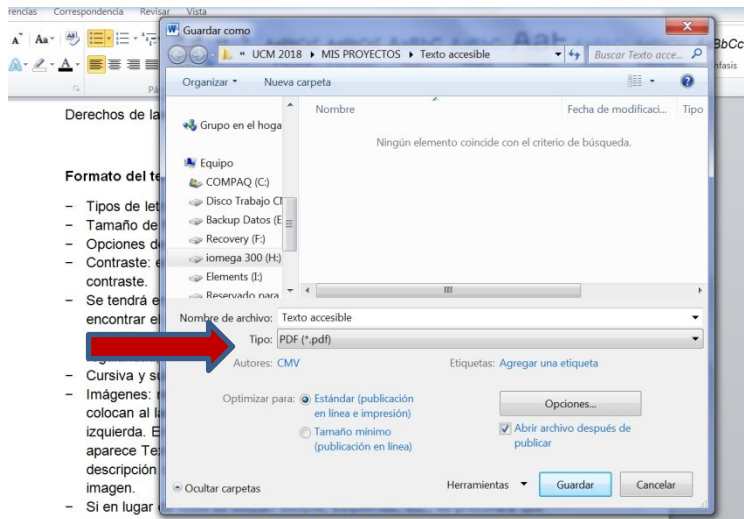 rencias Correspondencia Revisar Vista
Guardar como
« UCM 2018 ▸ MIS PROYECTOS ▸ Texto accesible
Buscar Texto acce...
Organizar Nueva carpeta
Nombre Fecha de modificaci... Tipo
Ningún elemento coincide con el criterio de búsqueda.
Grupo en el hoga
Equipo
COMPAQ (C:)
Disco Trabajo
Backup Datos (E
Recovery (F:)
iomega 300 (H:)
Elements (I:)
Reservado para
Nombre de archivo: Texto accesible
Tipo: PDF (*.pdf)
Autores: CMV Etiquetas: Agregar una etiqueta
Optimizar para: Estándar (publicación
en línea e impresión)
Tamaño mínimo
(publicación en línea)
Opciones...
Abrir archivo después de
publicar
Ocultar carpetas Herramientas Guardar Cancelar
Derechos de la
Formato del te
– Tipos de let
– Tamaño de
– Opciones d
– Contraste: e
contraste.
– Se tendrá e
encontrar el
– Cursiva y su
– Imágenes: r
colocan al la
izquierda. E
aparece Te
descripción
imagen.
– Si en lugar